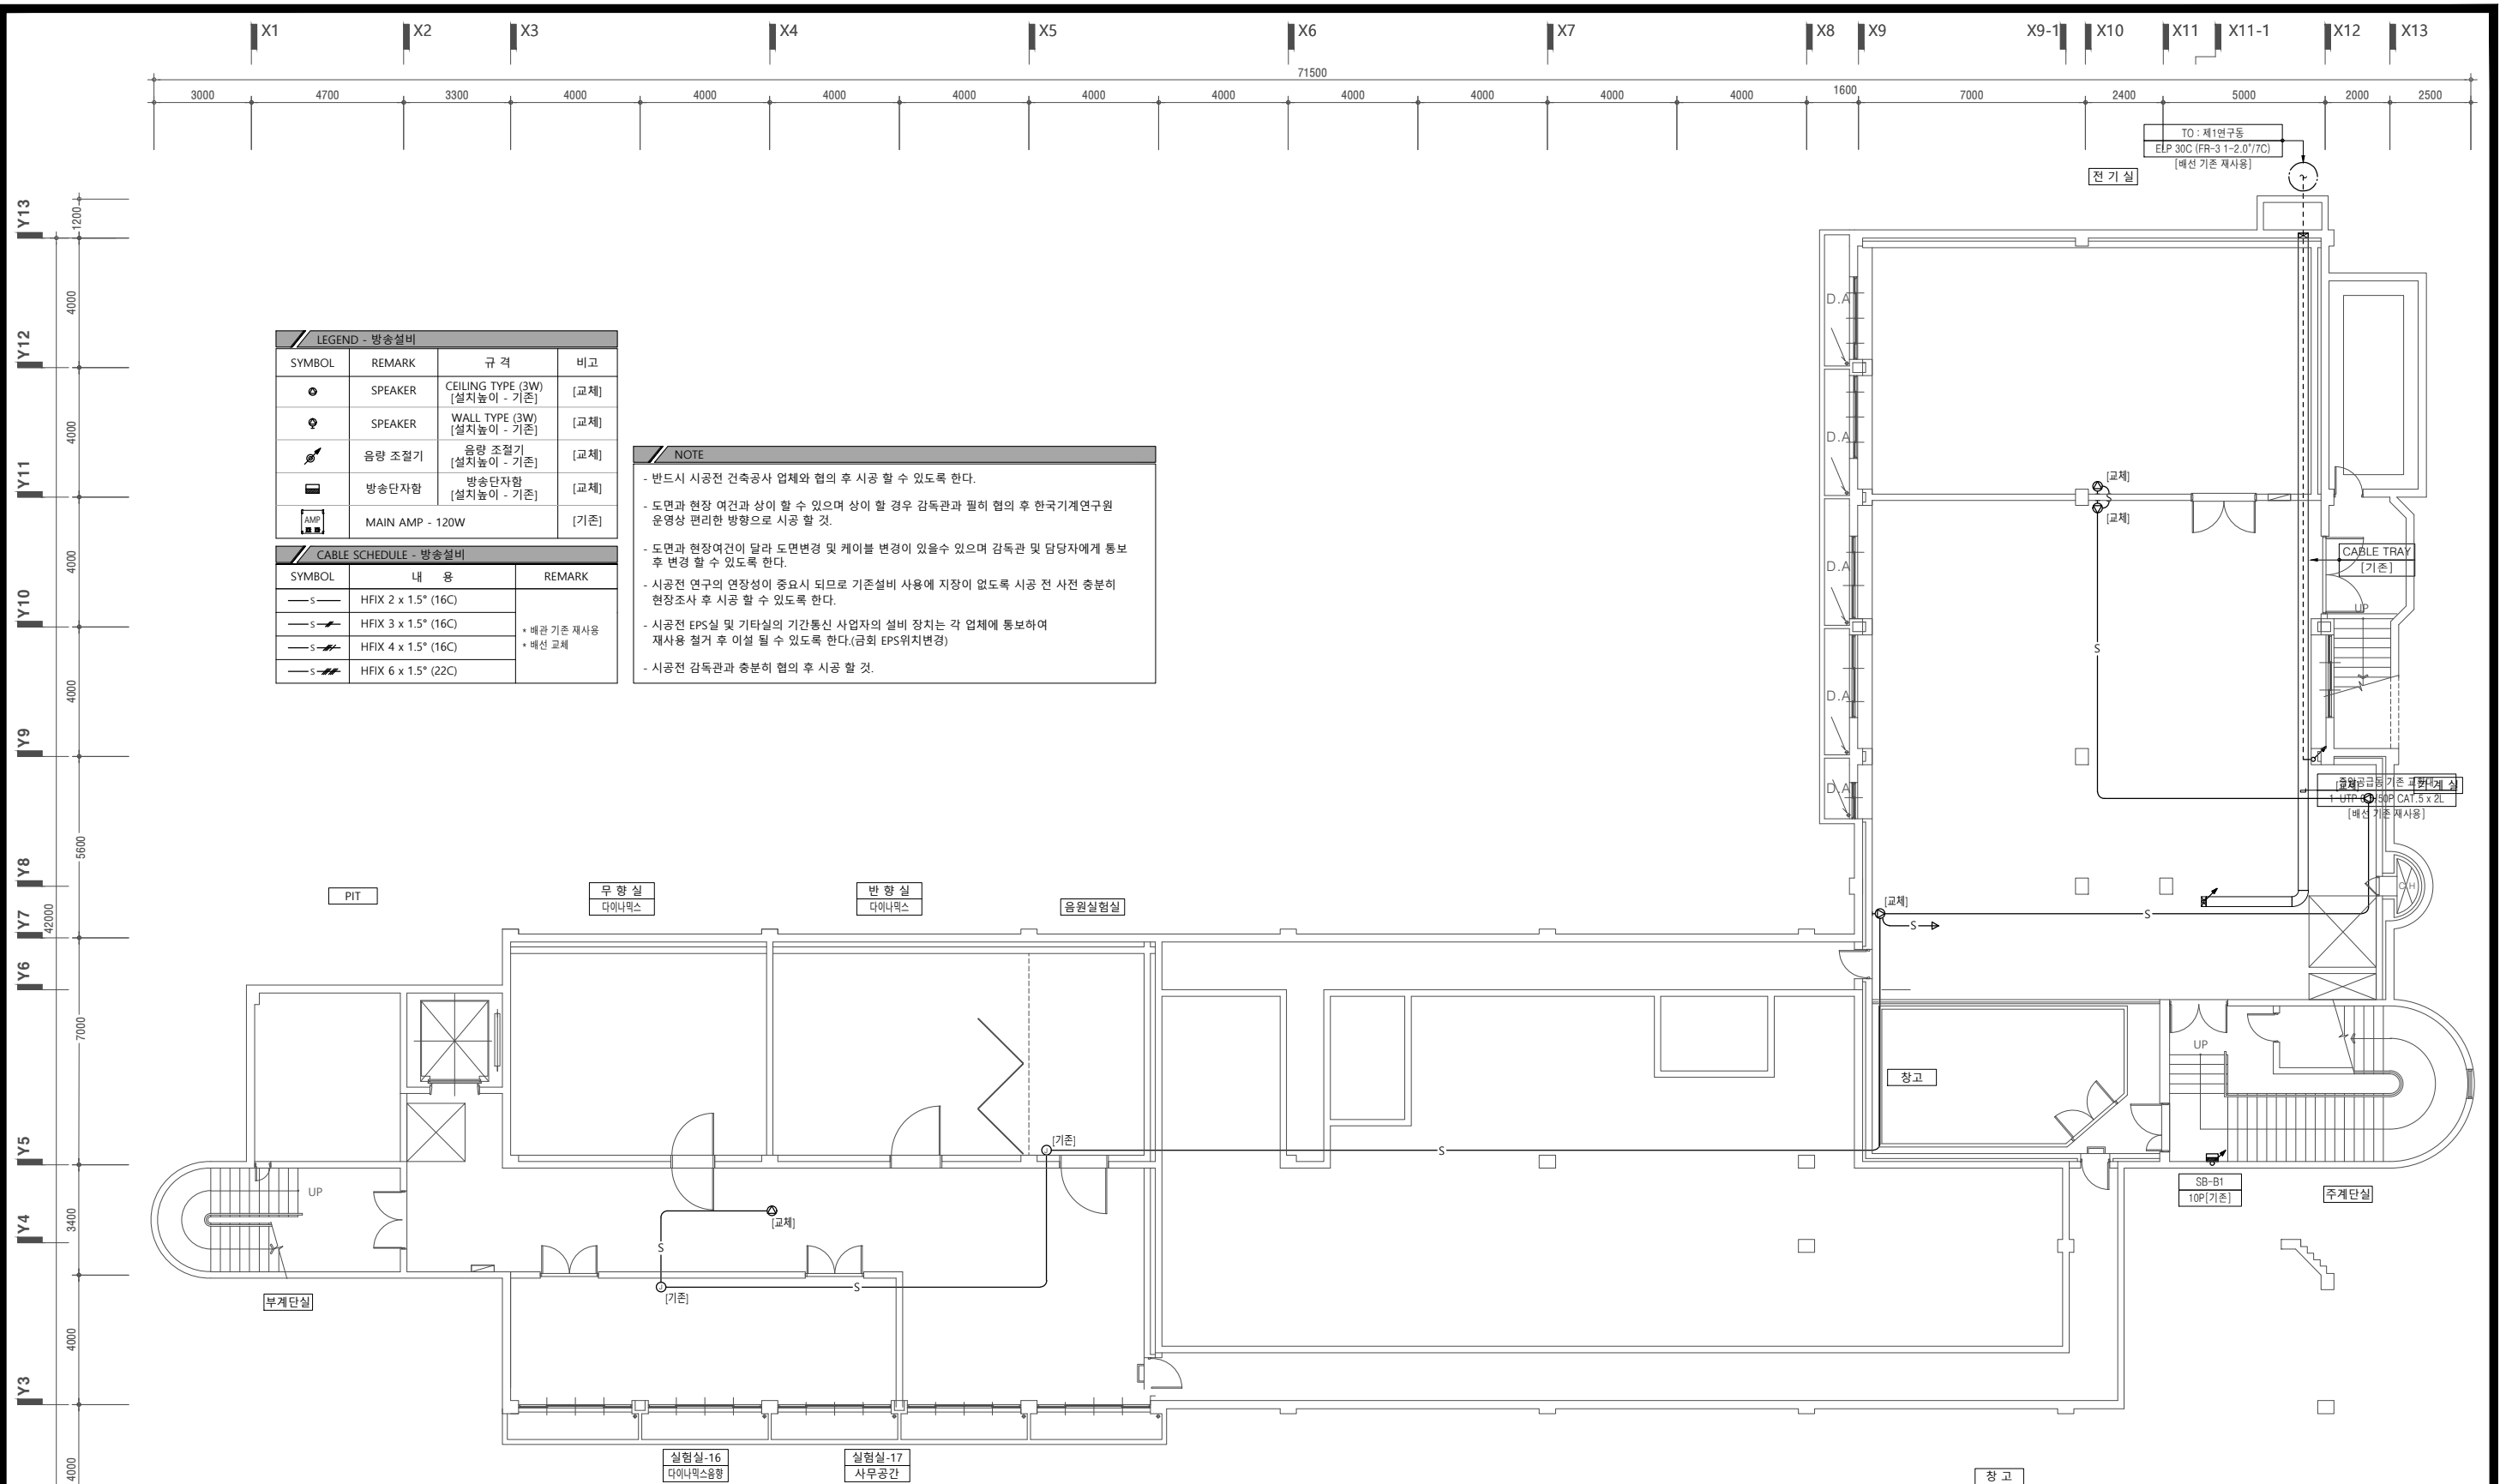 X1 X2 X3 X4 X5 X6 X7 X8 X9 X9-1 X10 X11 X11-1 X12 X13
71500
3000 4700 3300 4000 4000 4000 4000 4000 4000 4000 4000 4000 4000 1600 7000 2400 5000 2000 2500
TO : 제1연구동
ELP 30C (FR-3 1-2.0°/7C)
[배선 기존 재사용]
전 기 실
Y13
1200
4000
Y12
4000
Y11
4000
Y10
4000
Y9
5600
Y8
Y7
42000
Y6
7000
Y5
3400
Y4
4000
Y3
4000
LEGEND - 방송설비
SYMBOL REMARK 규 격 비고
SPEAKER CEILING TYPE (3W) [교체]
[설치높이 - 기존]
SPEAKER WALL TYPE (3W) [교체]
[설치높이 - 기존]
음량 조절기 음량 조절기 [교체]
[설치높이 - 기존]
방송단자함 방송단자함 [교체]
[설치높이 - 기존]
AMP MAIN AMP - 120W [기존]
CABLE SCHEDULE - 방송설비
SYMBOL 내 용 REMARK
S HFIX 2 x 1.5° (16C)
S HFIX 3 x 1.5° (16C)
S HFIX 4 x 1.5° (16C)
S HFIX 6 x 1.5° (22C)
* 배관 기존 재사용
* 배선 교체
NOTE
- 반드시 시공전 건축공사 업체와 협의 후 시공 할 수 있도록 한다.
- 도면과 현장 여건과 상이 할 수 있으며 상이 할 경우 감독관과 필히 협의 후 한국기계연구원
운영상 편리한 방향으로 시공 할 것.
- 도면과 현장여건이 달라 도면변경 및 케이블 변경이 있을수 있으며 감독관 및 담당자에게 통보
후 변경 할 수 있도록 한다.
- 시공전 연구의 연장성이 중요시 되므로 기존설비 사용에 지장이 없도록 시공 전 사전 충분히
현장조사 후 시공 할 수 있도록 한다.
- 시공전 EPS실 및 기타실의 기간통신 사업자의 설비 장치는 각 업체에 통보하여
재사용 철거 후 이설 될 수 있도록 한다.(금회 EPS위치변경)
- 시공전 감독관과 충분히 협의 후 시공 할 것.
D.A
D.A
D.A
D.A
D.A
[교체]
[교체]
CABLE TRAY
[기존]
UP
S
기 계 실
[교체]
CAT.5 x 2L
[배선 기존 재사용]
PIT
무 향 실
다이나믹스
반 향 실
다이나믹스
음원실험실
[교체]
S
S
UP
창고
[기존]
S
UP
[교체]
S
SB-B1
10P[기존]
주계단실
[기존]
S
부계단실
실험실-16
다이나믹스음향
실험실-17
사무공간
창 고